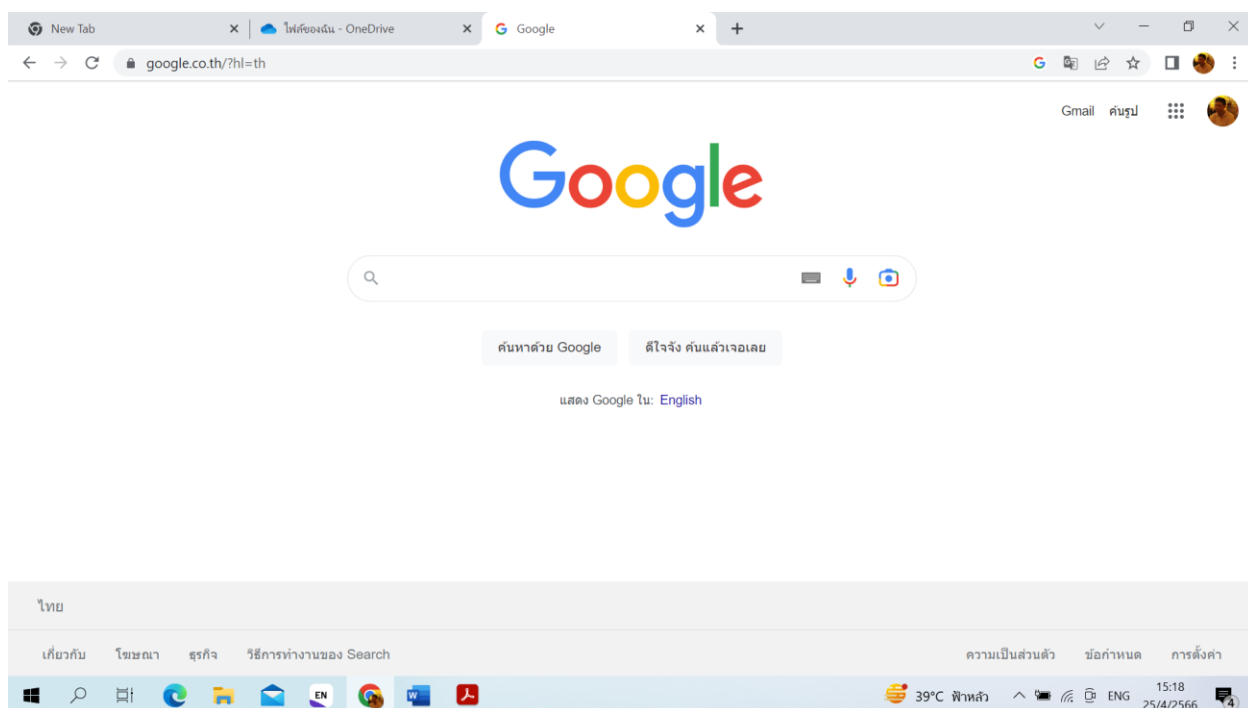 New Tab
ไฟล์ของฉัน - OneDrive
Google
google.co.th/?hl=th
Gmail ค้นรูป
Google
ค้นหาด้วย Google ดีใจจัง ค้นแล้วเจอเลย
แสดง Google ใน: English
ไทย
เกี่ยวกับ โฆษณา ธุรกิจ วิธีการทำงานของ Search ความเป็นส่วนตัว ข้อกำหนด การตั้งค่า
EN
W
39°C ฟ้าหลัว ENG 15:18
25/4/2566 4